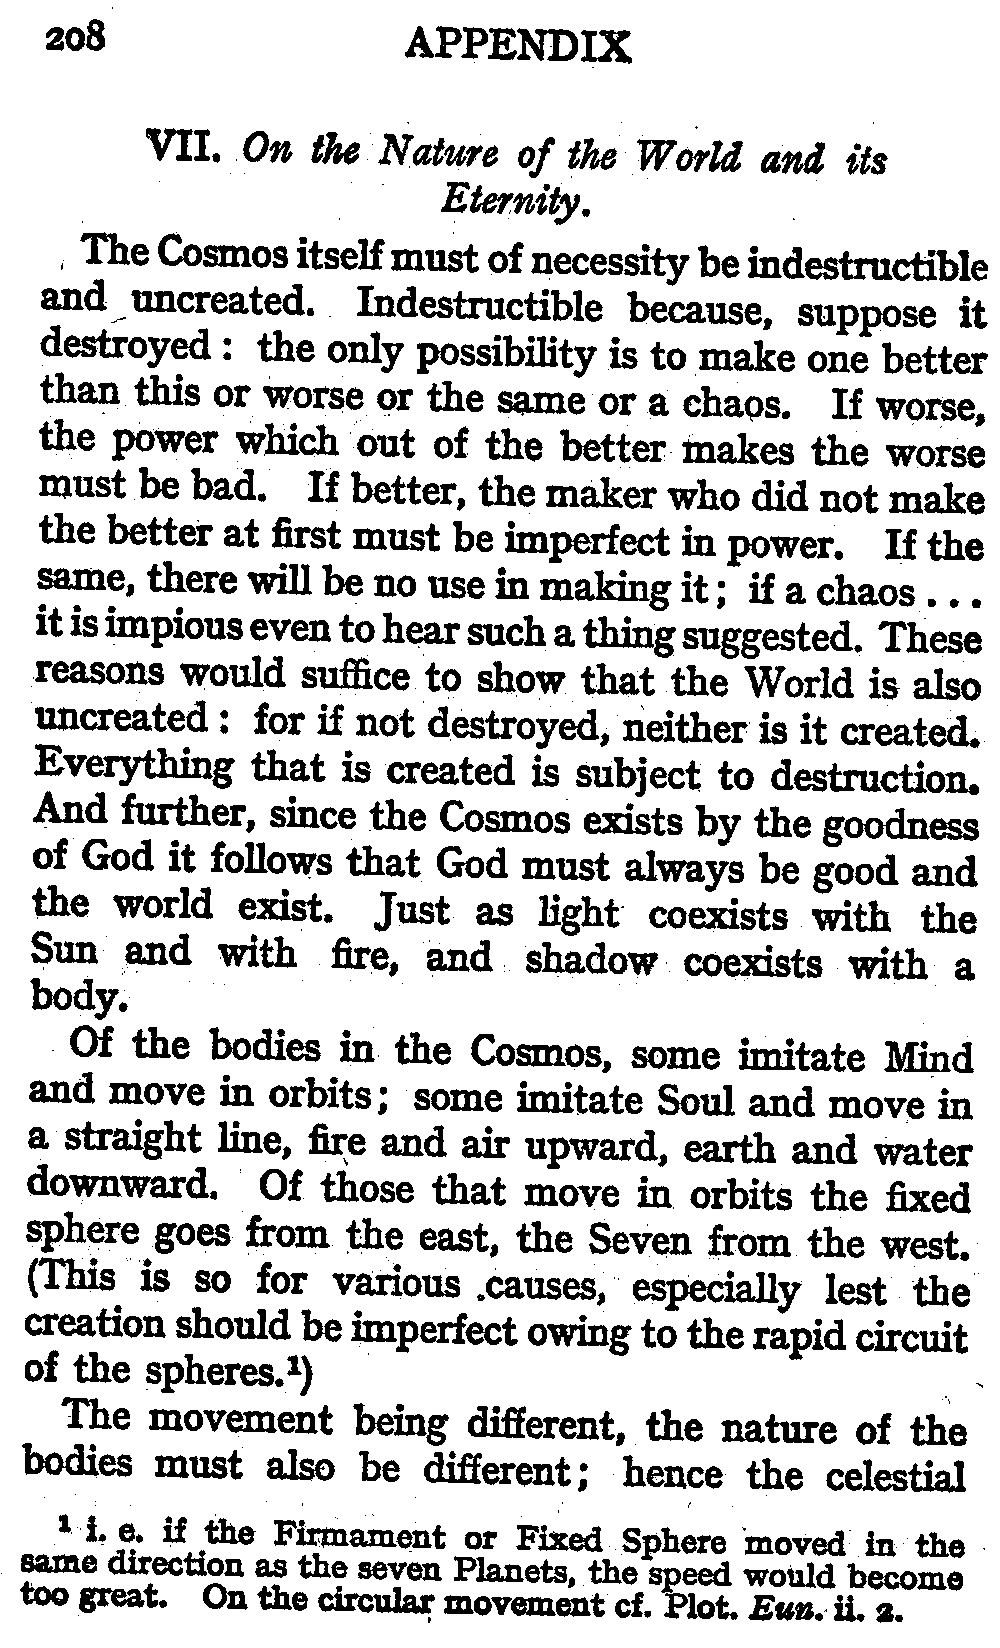 208 APPENDIX
VII. On the Nature of the World and its
Eternity.
The Cosmos itself must of necessity be indestructible
and uncreated. Indestructible because, suppose it
destroyed : the only possibility is to make one better
than this or worse or the same or a chaos. If worse,
the power which out of the better makes the worse
must be bad. If better, the maker who did not make
the better at first must be imperfect in power. If the
same, there will be no use in making it ; if a chaos . . .
it is impious even to hear such a thing suggested. These
reasons would suffice to show that the World is also
uncreated : for if not destroyed, neither is it created.
Everything that is created is subject to destruction.
And further, since the Cosmos exists by the goodness
of God it follows that God must always be good and
the world exist. Just as light coexists with the
Sun and with fire, and shadow coexists with a
body.
Of the bodies in the Cosmos, some imitate Mind
and move in orbits ; some imitate Soul and move in
a straight line, fire and air upward, earth and water
downward. Of those that move in orbits the fixed
sphere goes from the east, the Seven from the west.
(This is so for various causes, especially lest the
creation should be imperfect owing to the rapid circuit
of the spheres.¹)
The movement being different, the nature of the
bodies must also be different ; hence the celestial
¹ i. e. if the Firmament or Fixed Sphere moved in the
same direction as the seven Planets, the speed would become
too great. On the circular movement cf. Plot. Eun. ii. 2.